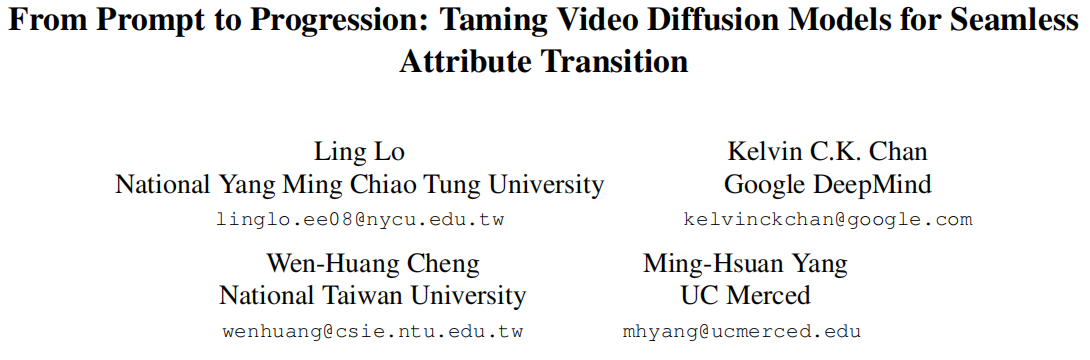 From Prompt to Progression: Taming Video Diffusion Models for Seamless
Attribute Transition
Ling Lo
National Yang Ming Chiao Tung University
linglo.ee08@nycu.edu.tw
Kelvin C.K. Chan
Google DeepMind
kelvinckchan@google.com
Wen-Huang Cheng
National Taiwan University
wenhuang@csie.ntu.edu.tw
Ming-Hsuan Yang
UC Merced
mhyang@ucmerced.edu